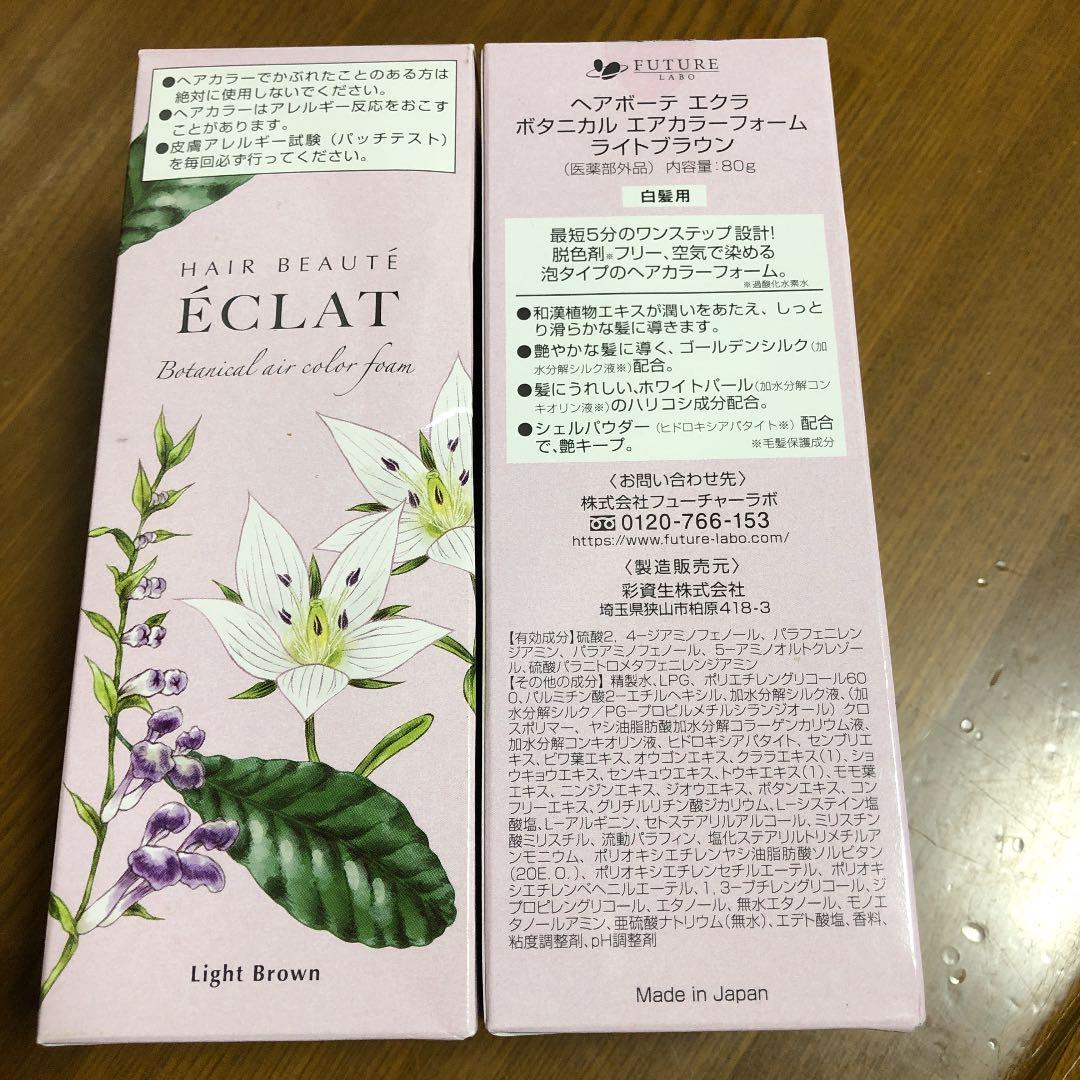 ●ヘアカラーでかぶれたことのある方は
絶対に使用しないでください。
●ヘアカラーはアレルギー反応をおこす
ことがあります。
●皮膚アレルギー試験（パッチテスト）
を毎回必ず行ってください。
HAIR BEAUTÉ
ÉCLAT
Botanical air color foam
Light Brown
FUTURE
LABO
ヘアボーテ エクラ
ボタニカル エアカラーフォーム
ライトブラウン
（医薬部外品） 内容量：80g
白髪用
最短5分のワンステップ設計!
脱色剤※フリー、空気で染める
泡タイプのヘアカラーフォーム。
※過酸化水素水
●和漢植物エキスが潤いをあたえ、しっと
り滑らかな髪に導きます。
●艶やかな髪に導く、ゴールデンシルク（加
水分解シルク液※）配合。
●髪にうれしい、ホワイトパール（加水分解コン
キオリン液※）のハリコシ成分配合。
●シェルパウダー（ヒドロキシアパタイト※）配合
で、艶キープ。 ※毛髪保護成分
〈お問い合わせ先〉
株式会社フューチャーラボ
0120-766-153
https://www.future-labo.com/
〈製造販売元〉
彩資生株式会社
埼玉県狭山市柏原418-3
【有効成分】硫酸2，4－ジアミノフェノール、パラフェニレン
ジアミン、パラアミノフェノール、5－アミノオルトクレゾー
ル、硫酸パラニトロメタフェニレンジアミン
【その他の成分】精製水、LPG、ポリエチレングリコール60
0、パルミチン酸2－エチルヘキシル、加水分解シルク液、（加
水分解シルク／PG－プロピルメチルシランジオール）クロ
スポリマー、ヤシ油脂肪酸加水分解コラーゲンカリウム液、
加水分解コンキオリン液、ヒドロキシアパタイト、センブリエ
キス、ビワ葉エキス、オウゴンエキス、クララエキス（1）、ショ
ウキョウエキス、センキュウエキス、トウキエキス（1）、モモ葉
エキス、ニンジンエキス、ジオウエキス、ボタンエキス、コン
フリーエキス、グリチルリチン酸ジカリウム、L－システイン塩
酸塩、L－アルギニン、セトステアリルアルコール、ミリスチン
酸ミリスチル、流動パラフィン、塩化ステアリルトリメチルア
ンモニウム、ポリオキシエチレンヤシ油脂肪酸ソルビタン
（20E.O.）、ポリオキシエチレンセチルエーテル、ポリオキ
シエチレンベヘニルエーテル、1，3－ブチレングリコール、ジ
プロピレングリコール、エタノール、無水エタノール、モノエ
タノールアミン、亜硫酸ナトリウム（無水）、エデト酸塩、香料、
粘度調整剤、pH調整剤
Made in Japan